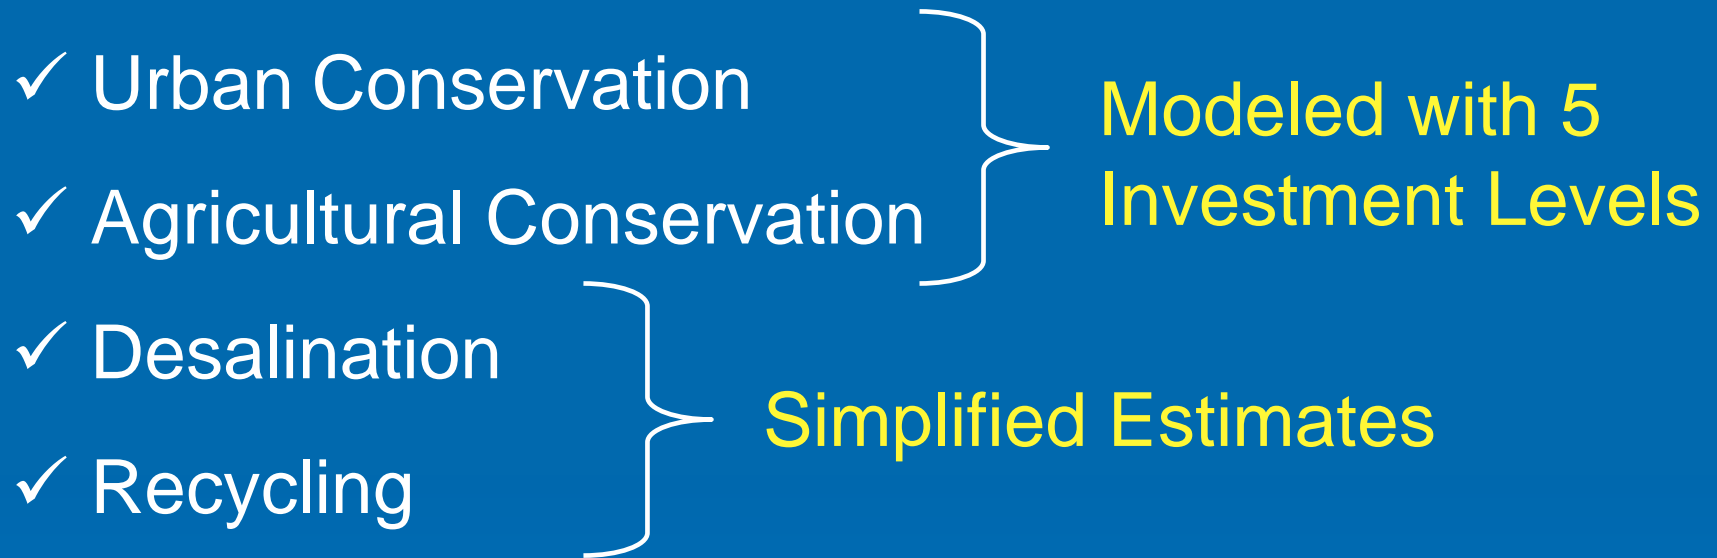 ✓ Urban Conservation
✓ Agricultural Conservation
Modeled with 5
Investment Levels
✓ Desalination
✓ Recycling
Simplified Estimates